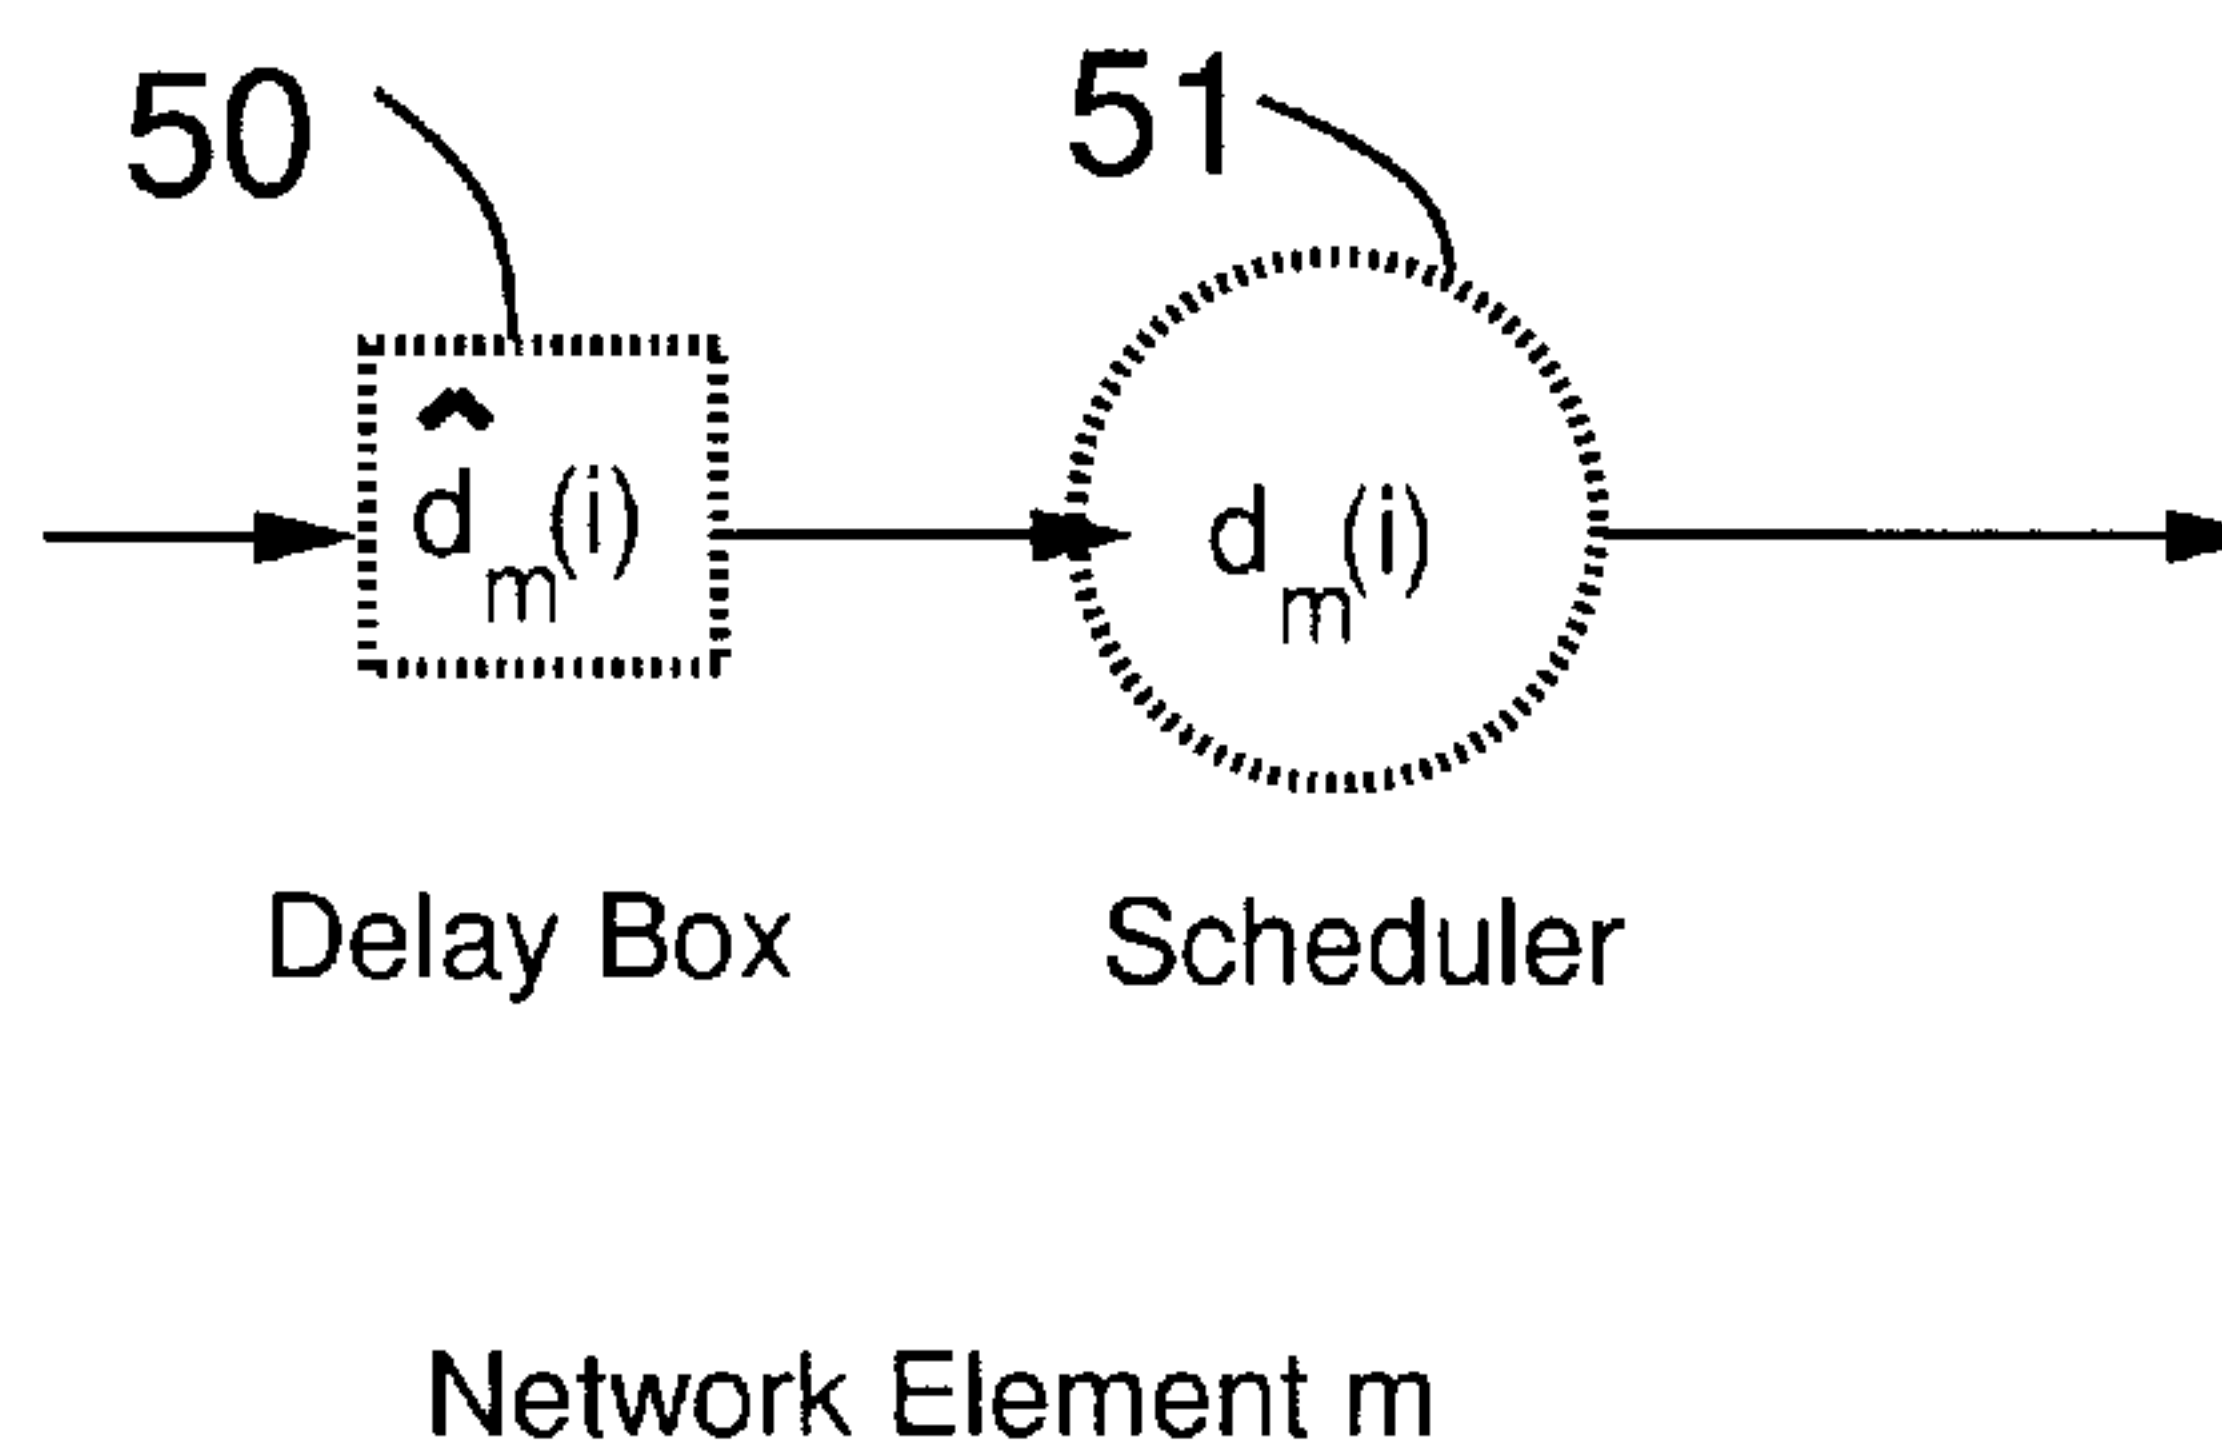 50 51
d̂m(i) dm(i)
Delay Box Scheduler
Network Element m